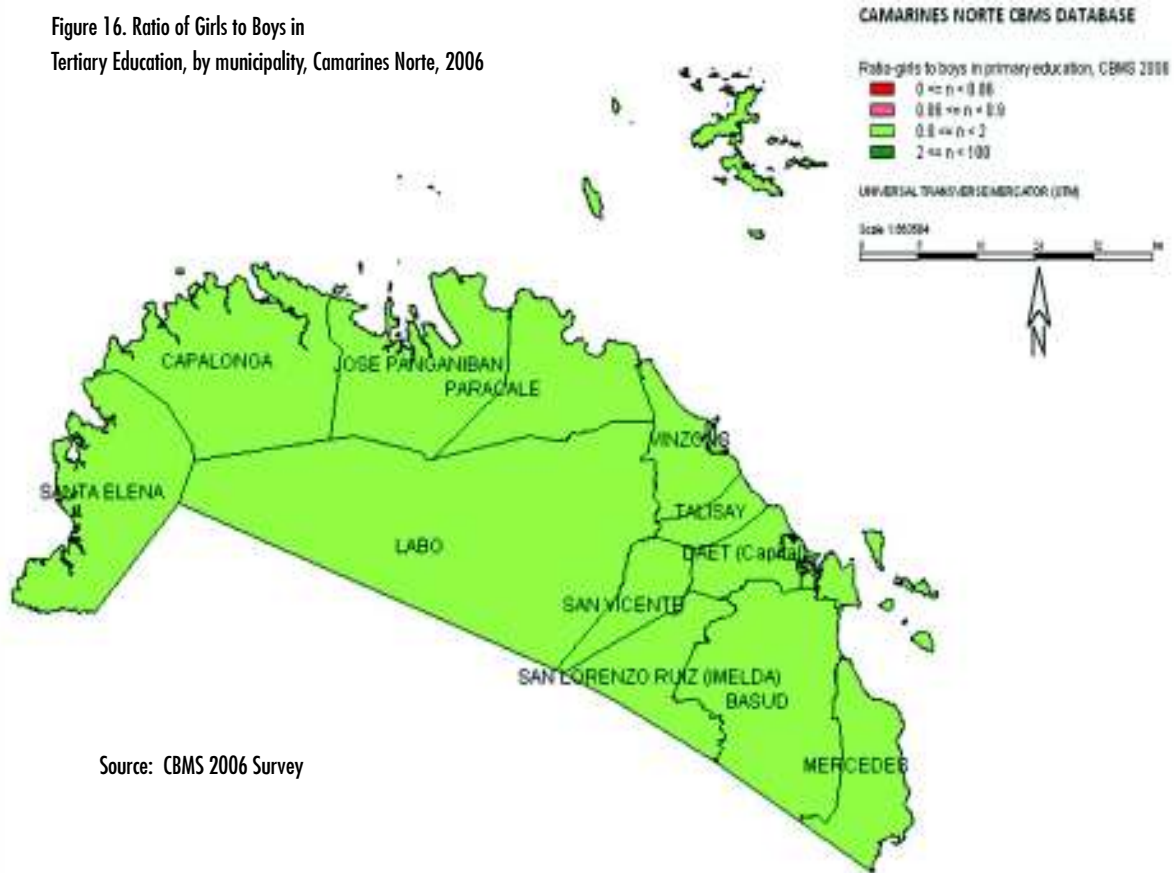 Figure 16. Ratio of Girls to Boys in
Tertiary Education, by municipality, Camarines Norte, 2006
CAMARINES NORTE CBMS DATABASE
Ratio-girls to boys in primary education, CBMS 2006
0 <= n <
<= n <
<= n < 2
2 <= n < 100
UNIVERSAL TRANSVERSE MERCATOR (UTM)
Scale
N
CAPALONGA
JOSE PANGANIBAN
PARACALE
VINZONS
SANTA ELENA
TALISAY
LABO
DAET (Capital)
SAN VICENTE
SAN LORENZO RUIZ (IMELDA)
BASUD
MERCEDES
Source: CBMS 2006 Survey